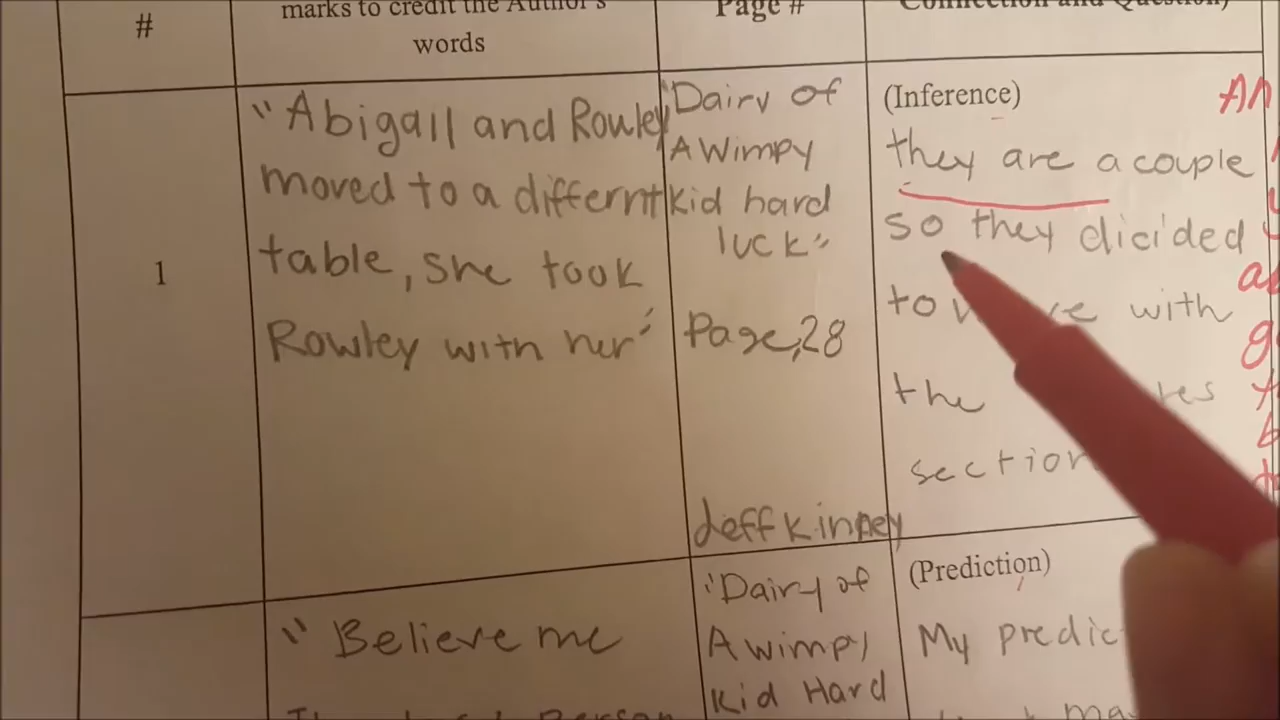 #
marks to credit the Author's
words
Page #
Connection and Question)
1
"Abigall and Rowley
moved to a differnt
table, she took
Rowley with her"
"Dairy of
A Wimpy
Kid hard
luck"
Page, 28
Jeff Kinney
(Inference)
they are a couple
so they dicided
to with
the
section
(Prediction)
My predic
"Believe me
"Dairy of
A wimpy
Kid Hard